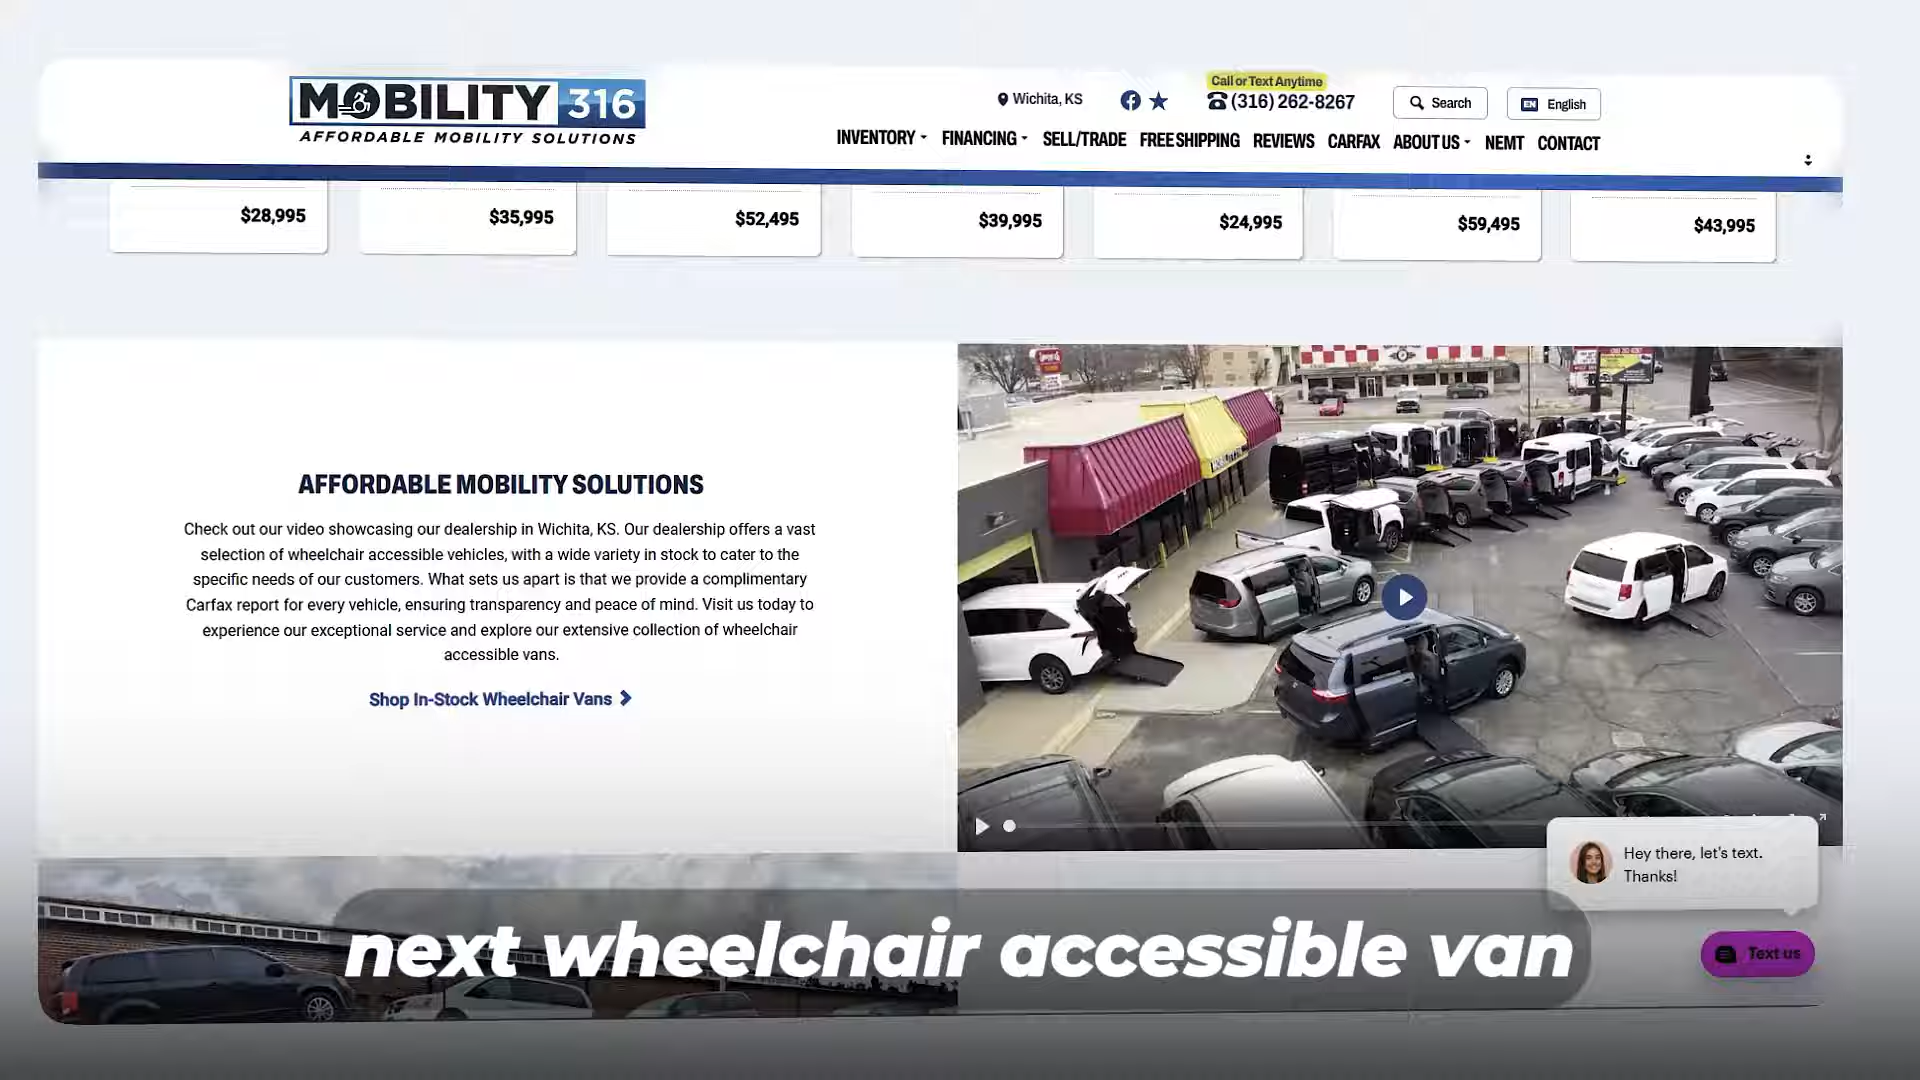 MOBILITY 316
AFFORDABLE MOBILITY SOLUTIONS
Wichita, KS
Call or Text Anytime
(316) 262-8267
Search
EN English
INVENTORY FINANCING SELL/TRADE FREE SHIPPING REVIEWS CARFAX ABOUT US NEMT CONTACT
$28,995 $35,995 $52,495 $39,995 $24,995 $59,495 $43,995
AFFORDABLE MOBILITY SOLUTIONS
Check out our video showcasing our dealership in Wichita, KS. Our dealership offers a vast
selection of wheelchair accessible vehicles, with a wide variety in stock to cater to the
specific needs of our customers. What sets us apart is that we provide a complimentary
Carfax report for every vehicle, ensuring transparency and peace of mind. Visit us today to
experience our exceptional service and explore our extensive collection of wheelchair
accessible vans.
Shop In-Stock Wheelchair Vans
Hey there, let's text.
Thanks!
Text us
next wheelchair accessible van